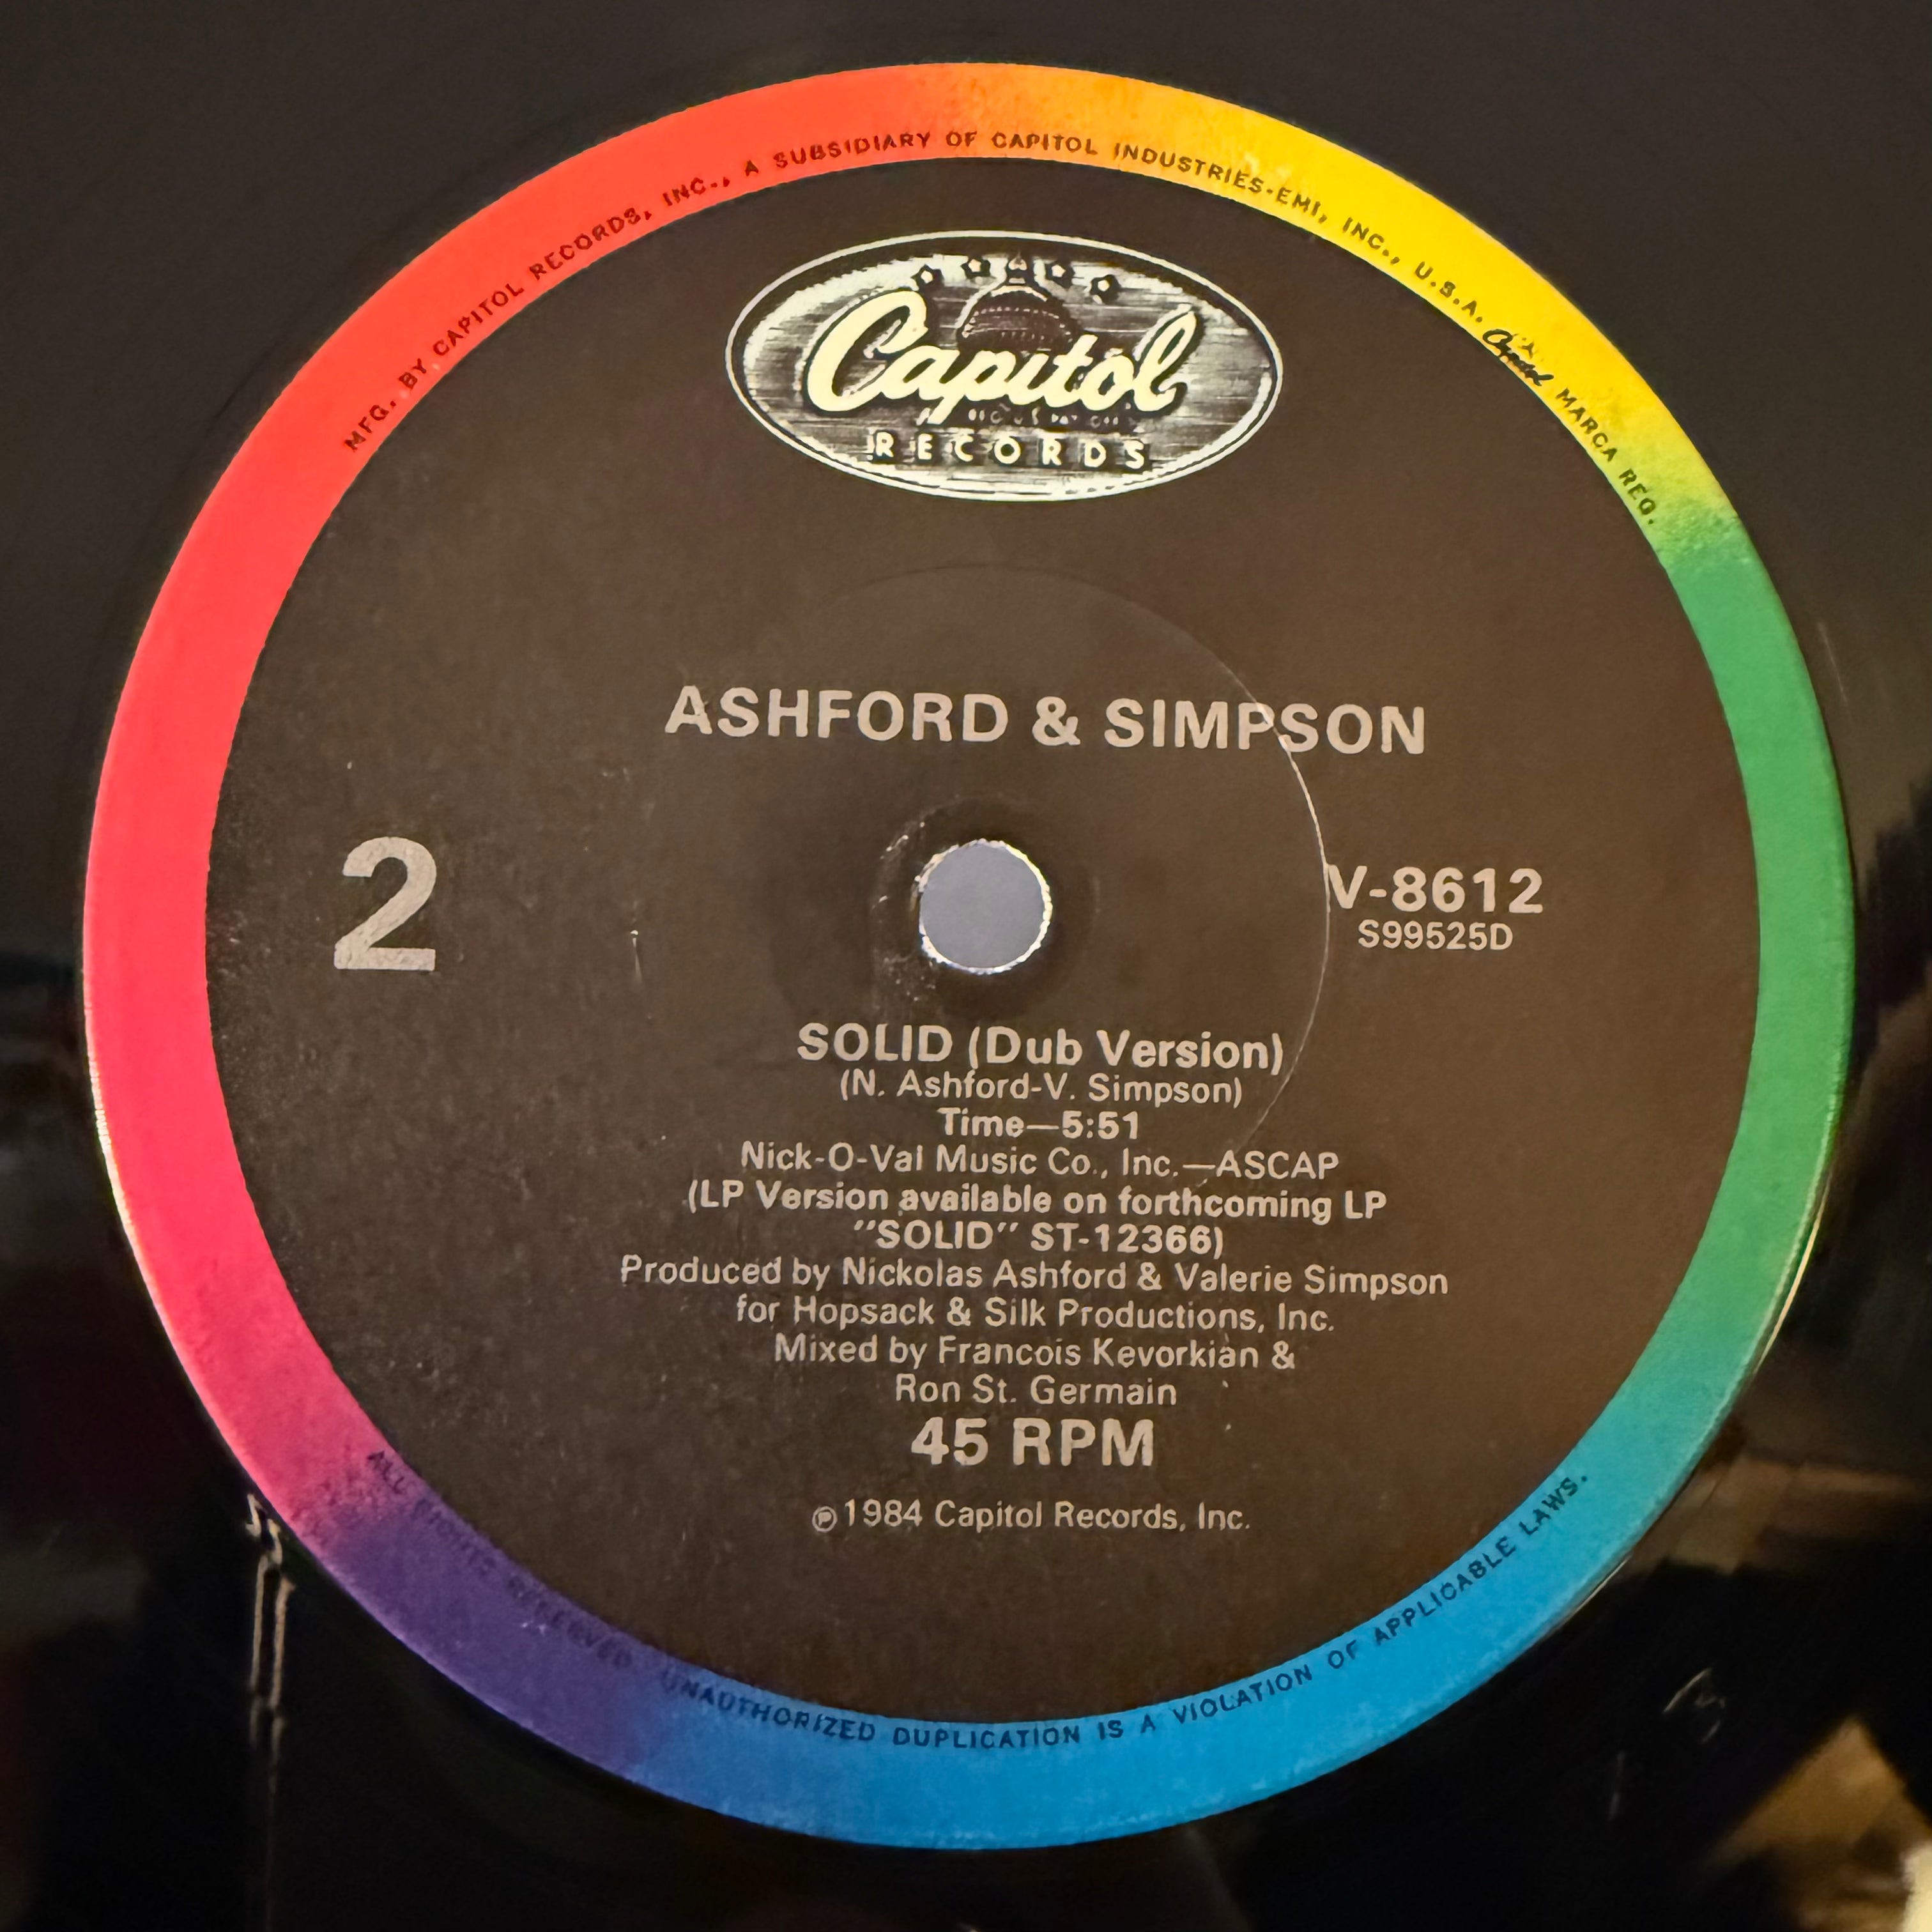 MFG. BY CAPITOL RECORDS, INC., A SUBSIDIARY OF CAPITOL INDUSTRIES-EMI, INC., U.S.A. Capitol MARCA REG.
Capitol
RECORDS
ASHFORD & SIMPSON
2
V-8612
S99525D
SOLID (Dub Version)
(N. Ashford-V. Simpson)
Time—5:51
Nick-O-Val Music Co., Inc.—ASCAP
(LP Version available on forthcoming LP
"SOLID" ST-12366)
Produced by Nickolas Ashford & Valerie Simpson
for Hopsack & Silk Productions, Inc.
Mixed by Francois Kevorkian &
Ron St. Germain
45 RPM
℗ 1984 Capitol Records, Inc.
ALL RIGHTS RESERVED. UNAUTHORIZED DUPLICATION IS A VIOLATION OF APPLICABLE LAWS.